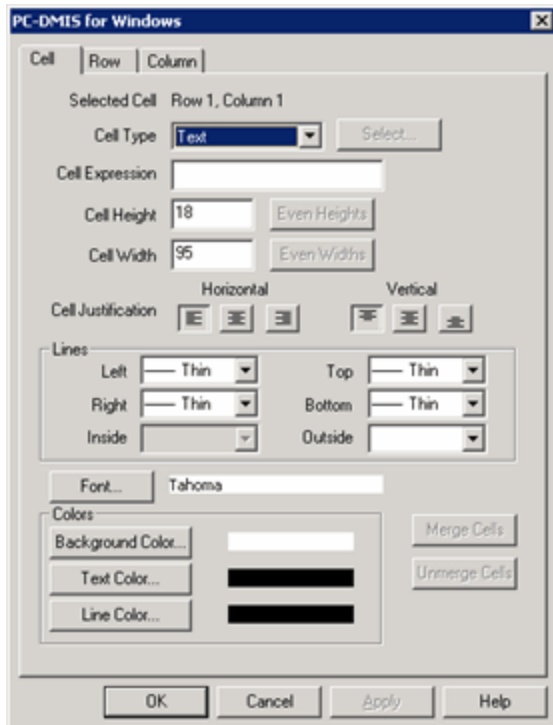 PC-DMIS for Windows
Cell Row Column
Selected Cell Row 1, Column 1
Cell Type Text Select...
Cell Expression
Cell Height 18 Even Heights
Cell Width 95 Even Widths
Horizontal Vertical
Cell Justification
Lines
Left Thin Top Thin
Right Thin Bottom Thin
Inside Outside
Font... Tahoma
Colors
Background Color... Merge Cells
Text Color... Unmerge Cells
Line Color...
OK Cancel Apply Help